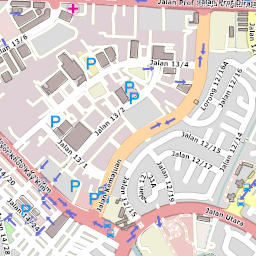 Jalan Prof
Jalan Prof Diraja
Jalan 13/6
Jalan 13/4
Lorong 12/16A
Jalan 12/16
P
P
P
Jalan 13/2
P
Jalan 13/1
Jalan 12/17
Jalan Kemajuan
Jalan 12/19
P
P
Jalan 12/15
Jalan Utara
14/20
Jalan 14/28